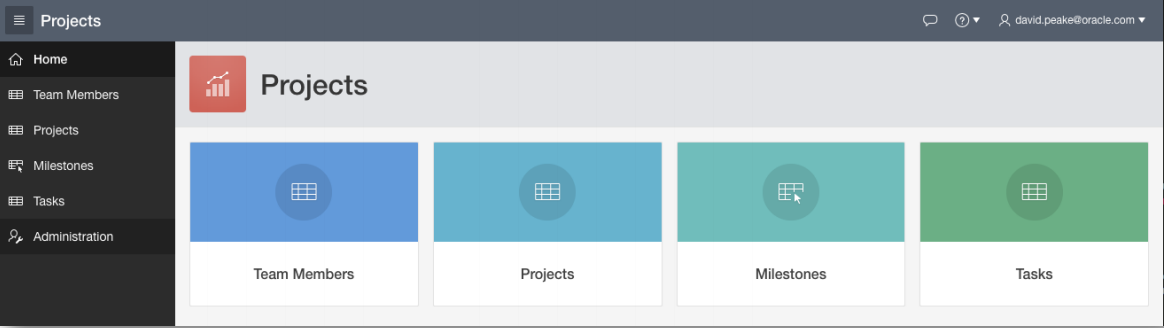 Projects
david.peake@oracle.com
Home
Team Members
Projects
Milestones
Tasks
Administration
Projects
Team Members
Projects
Milestones
Tasks